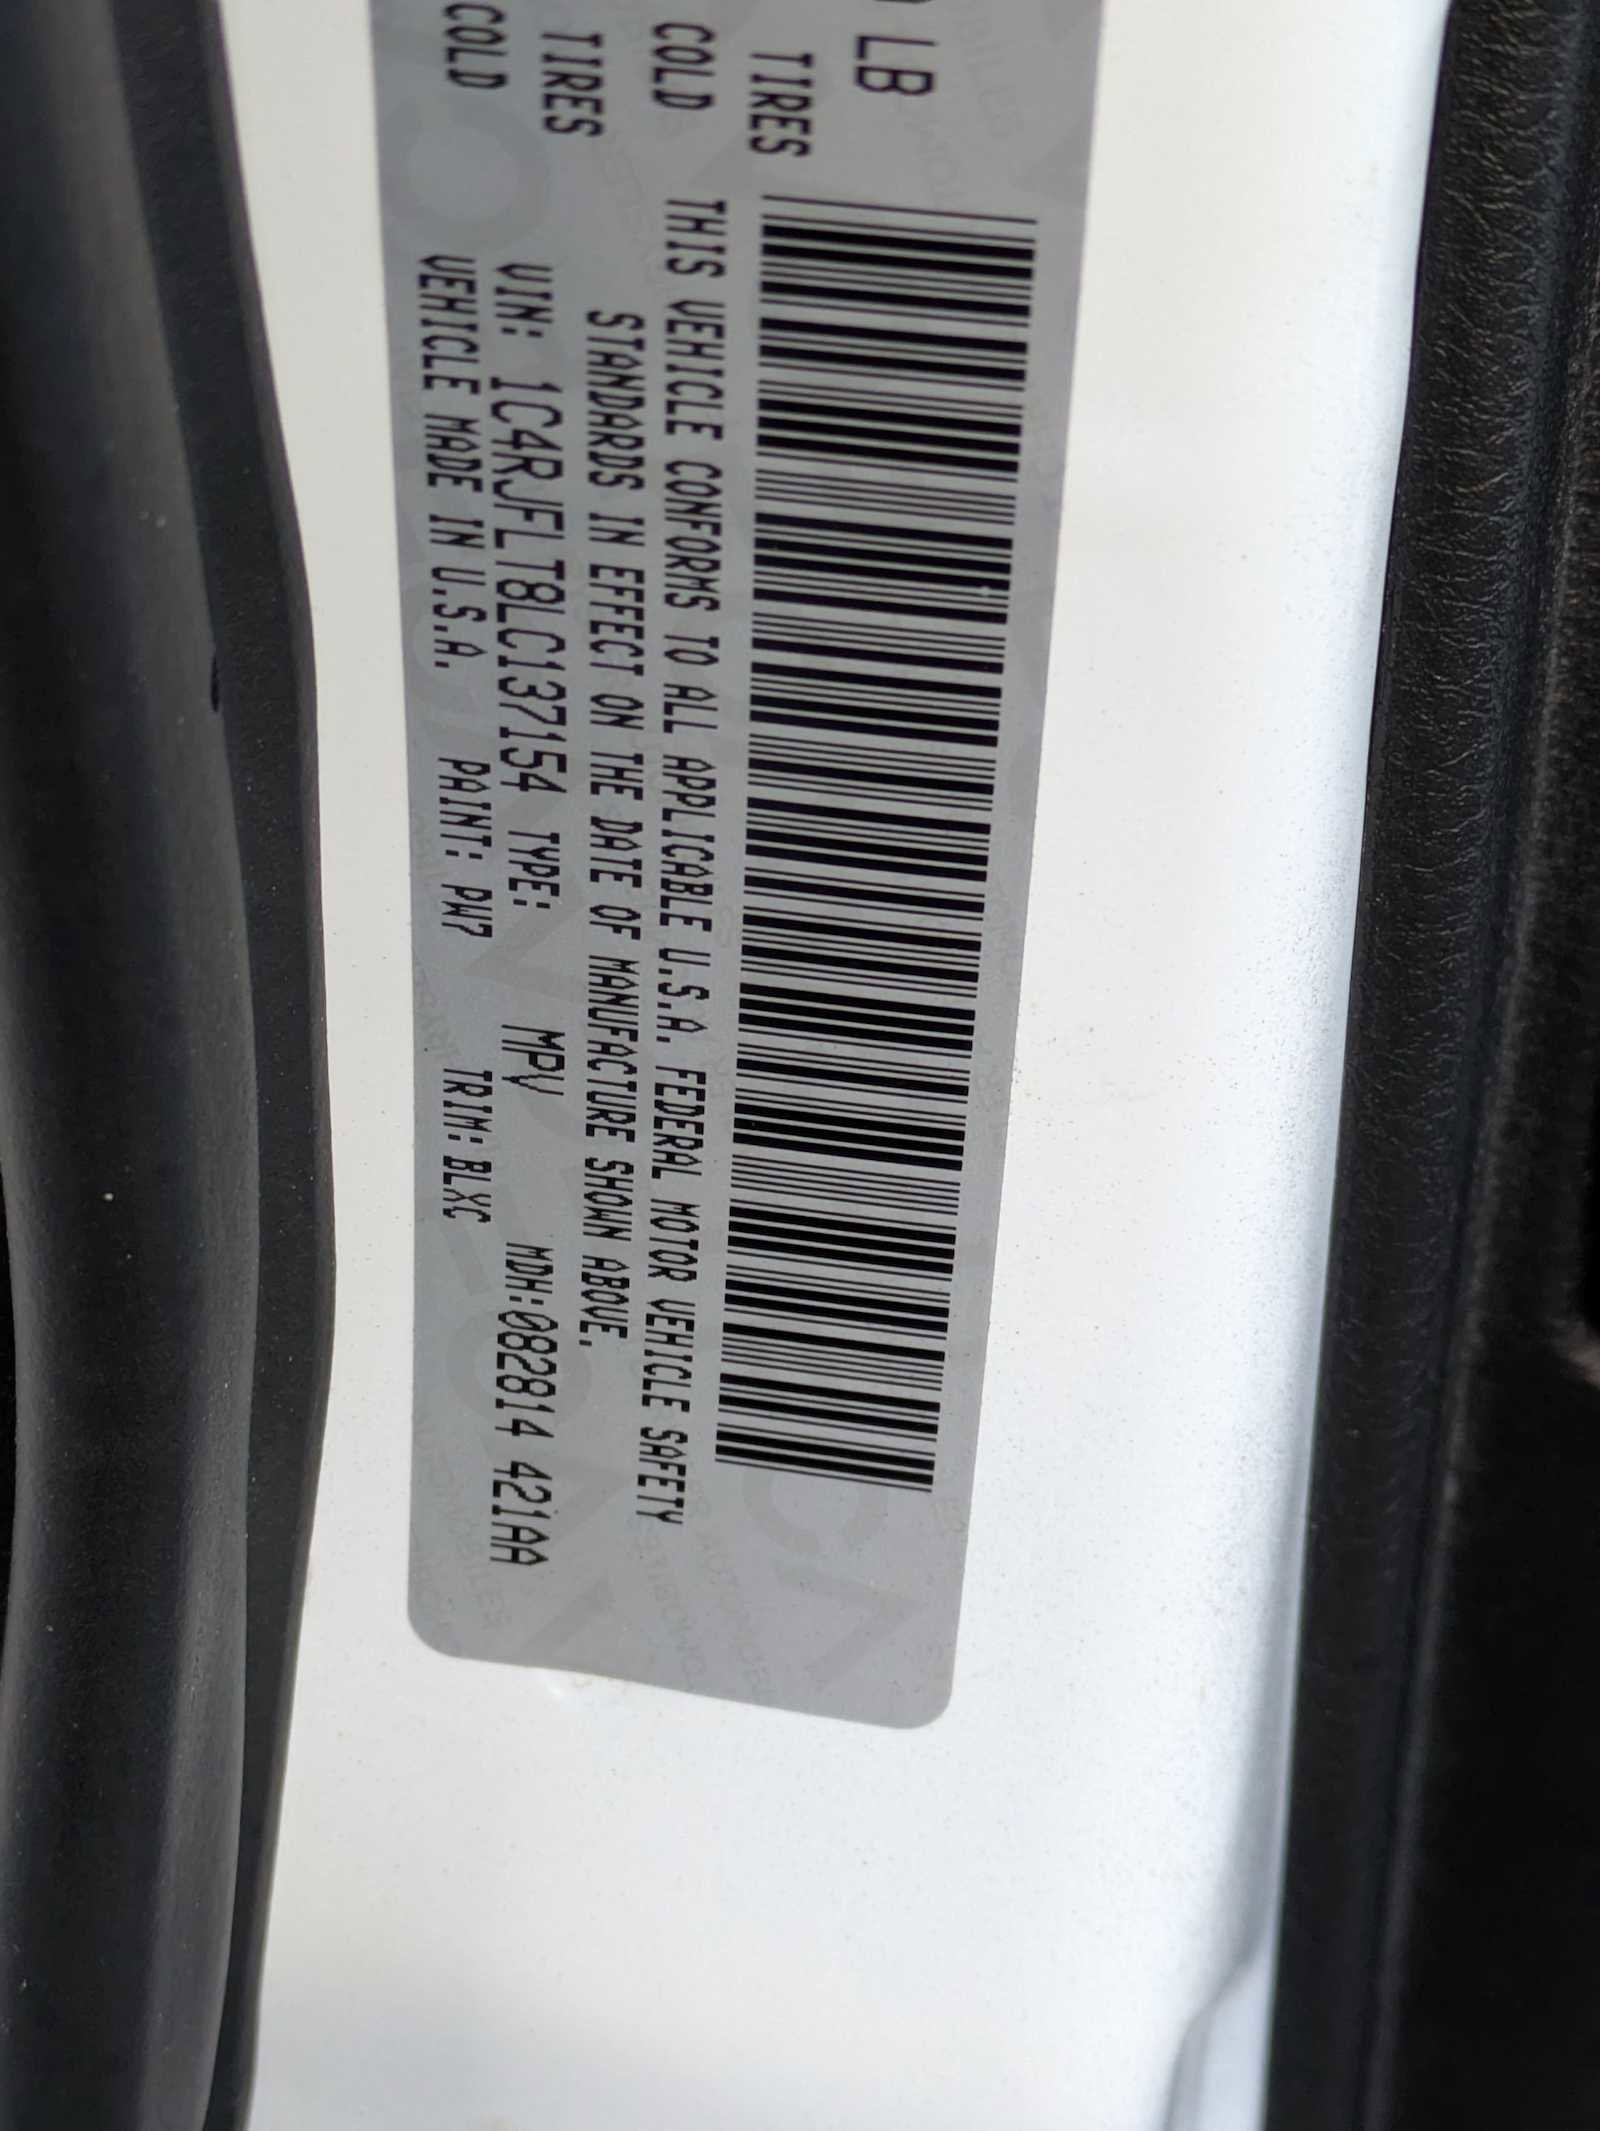 LB
TIRES
COLD
TIRES
COLD
THIS VEHICLE CONFORMS TO ALL APPLICABLE U.S.A. FEDERAL MOTOR VEHICLE SAFETY
STANDARDS IN EFFECT ON THE DATE OF MANUFACTURE SHOWN ABOVE.
VIN: 1C4RJFLT8LC137154 TYPE: MPV MDH:082814 421AA
VEHICLE MADE IN U.S.A. PAINT: PW7 TRIM: BLXC